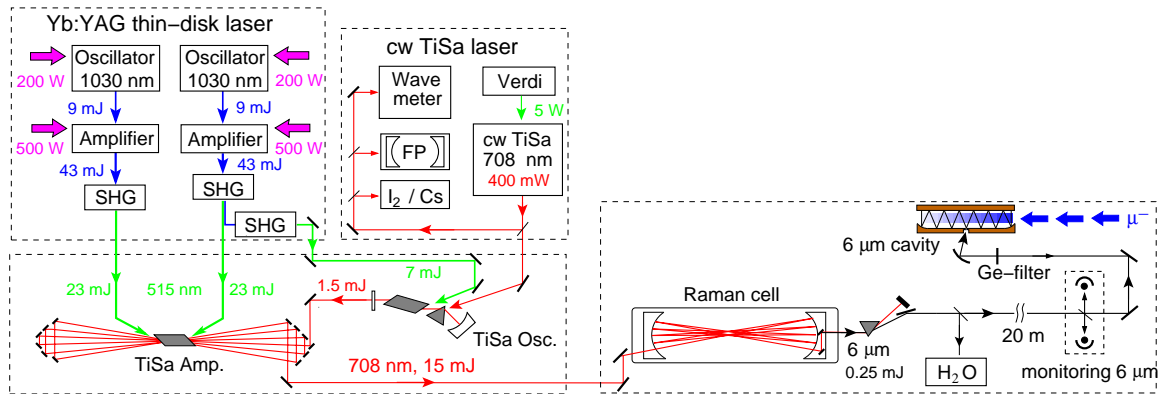 Yb:YAG thin−disk laser
Oscillator
1030 nm
Oscillator
1030 nm
200 W
200 W
9 mJ
9 mJ
Amplifier
Amplifier
500 W
500 W
43 mJ
43 mJ
SHG
SHG
SHG
cw TiSa laser
Wave
meter
Verdi
5 W
FP
cw TiSa
708 nm
400 mW
I₂ / Cs
23 mJ
515 nm
23 mJ
7 mJ
1.5 mJ
TiSa Osc.
TiSa Amp.
708 nm, 15 mJ
Raman cell
6 µm
0.25 mJ
H₂O
20 m
monitoring 6 µm
6 µm cavity
Ge−filter
µ⁻